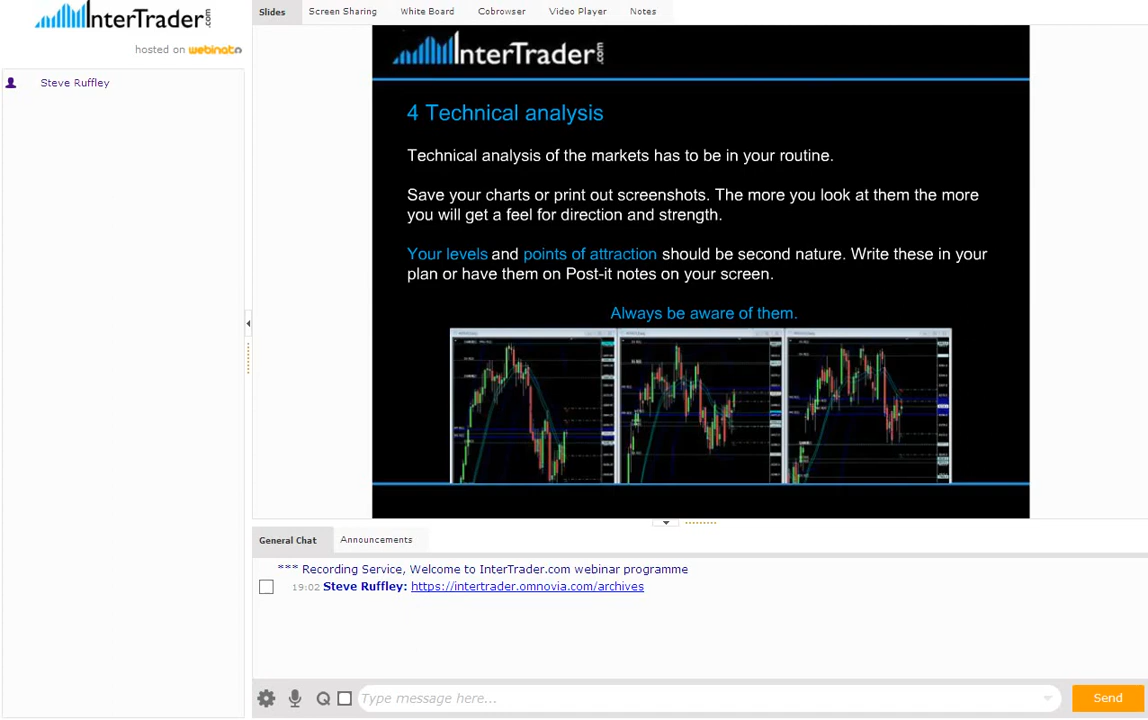 InterTrader.com
hosted on webinato
Steve Ruffley
Slides
Screen Sharing
White Board
Cobrowser
Video Player
Notes
InterTrader.com
4 Technical analysis
Technical analysis of the markets has to be in your routine.
Save your charts or print out screenshots. The more you look at them the more
you will get a feel for direction and strength.
Your levels and points of attraction should be second nature. Write these in your
plan or have them on Post-it notes on your screen.
Always be aware of them.
General Chat
Announcements
*** Recording Service, Welcome to InterTrader.com webinar programme
19:02 Steve Ruffley: https://intertrader.omnovia.com/archives
Q
Type message here...
Send